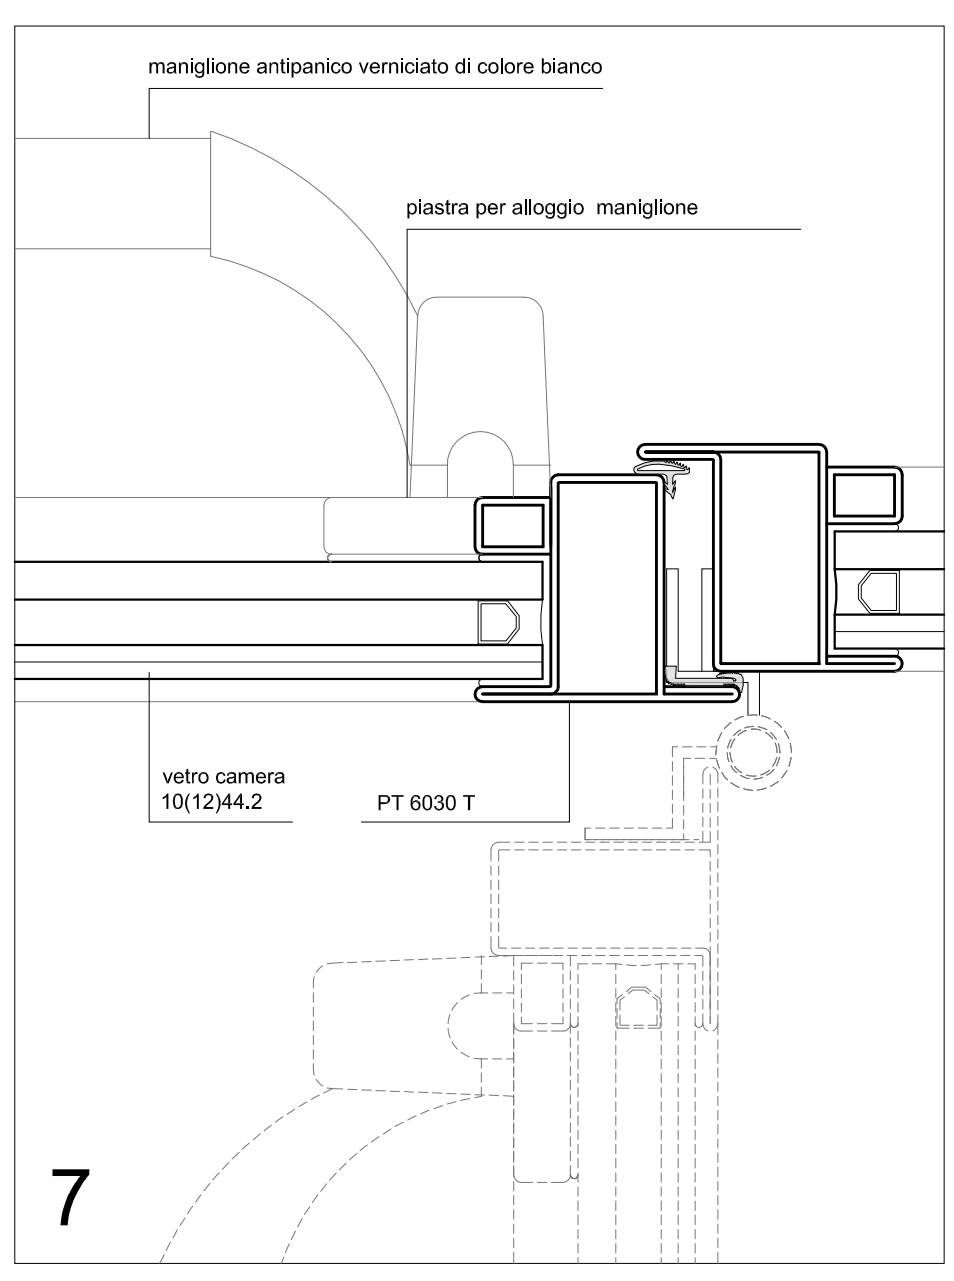 maniglione antipanico verniciato di colore bianco
piastra per alloggio maniglione
vetro camera
10(12)44.2
PT 6030 T
7